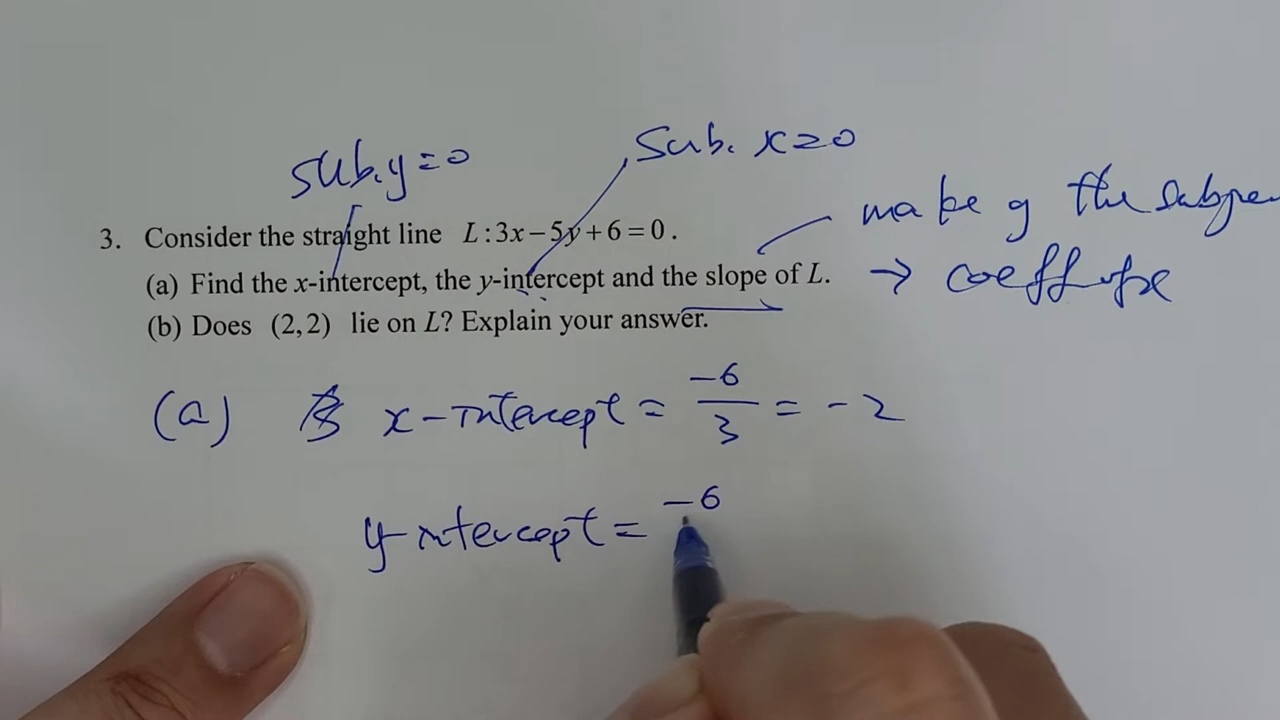 sub. y=0
Sub. x=0
make y the subje
→ coeff of x
3. Consider the straight line L:3x−5y+6=0.
(a) Find the x-intercept, the y-intercept and the slope of L.
(b) Does (2,2) lie on L? Explain your answer.
(a) x-intercept = -6/3 = -2
y-intercept = -6